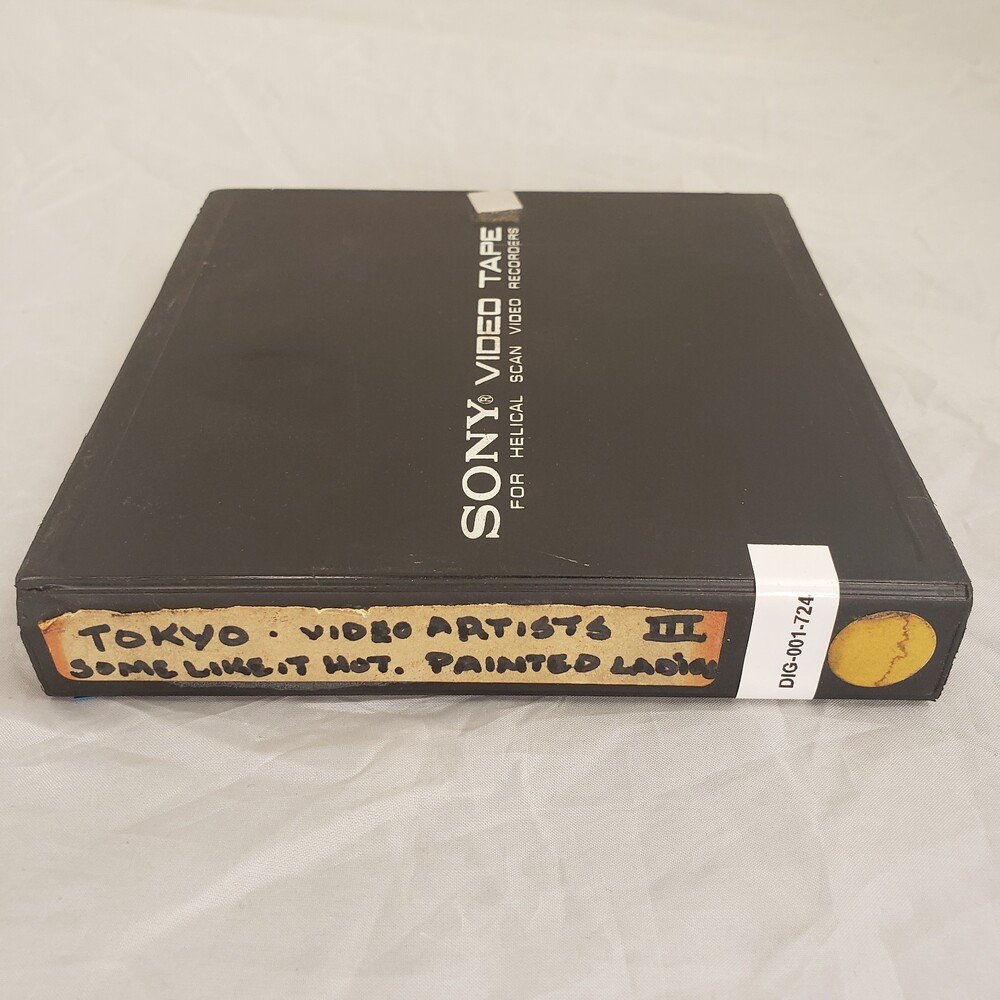 SONY® VIDEO TAPE
FOR HELICAL SCAN VIDEO RECORDERS
TOKYO . VIDEO ARTISTS III
SOME LIKE IT HOT. PAINTED
DIG-001-724